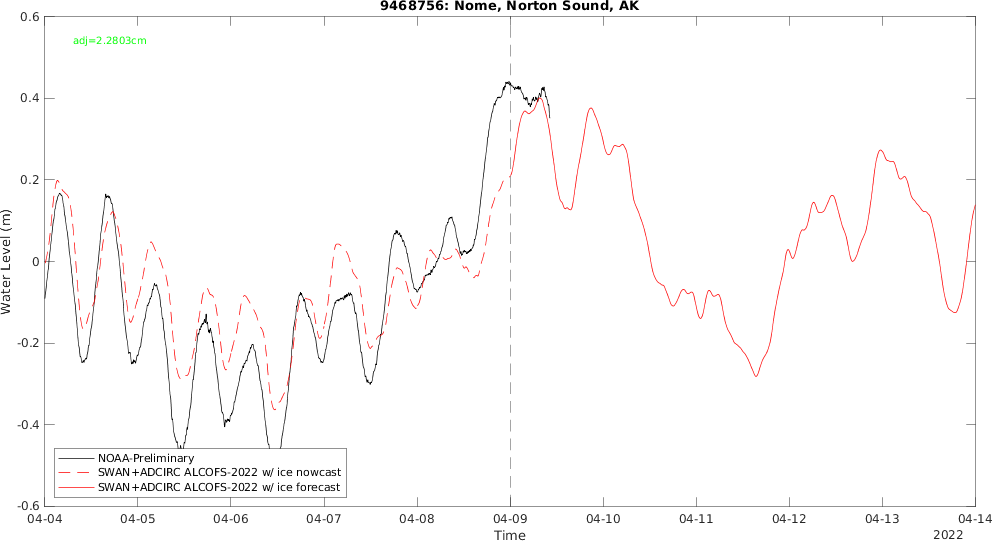 9468756: Nome, Norton Sound, AK
adj=2.2803cm
0.6
0.4
0.2
0
-0.2
-0.4
-0.6
Water Level (m)
NOAA-Preliminary
SWAN+ADCIRC ALCOFS-2022 w/ ice nowcast
SWAN+ADCIRC ALCOFS-2022 w/ ice forecast
04-04 04-05 04-06 04-07 04-08 04-09 04-10 04-11 04-12 04-13 04-14
Time
2022